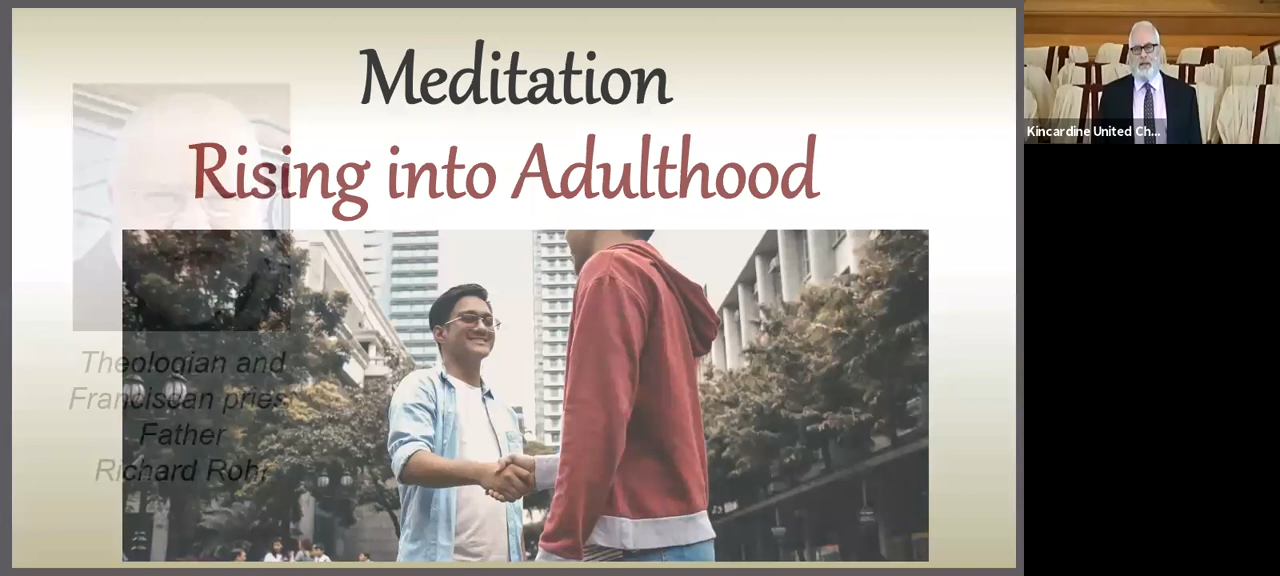 Meditation
Rising into Adulthood
Theologian and
Franciscan priest
Father
Richard Rohr
Kincardine United Ch...